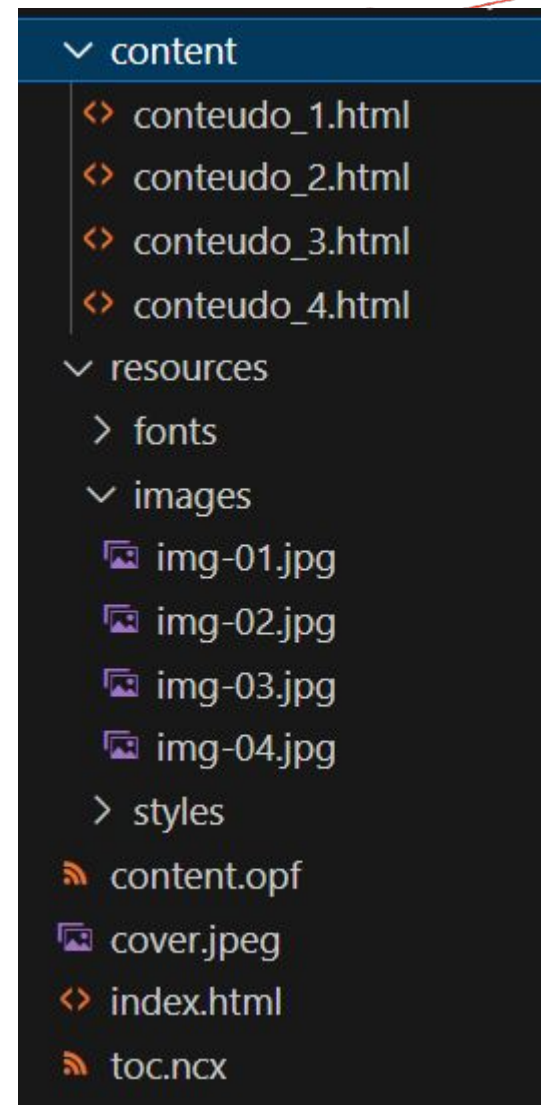 content
conteudo_1.html
conteudo_2.html
conteudo_3.html
conteudo_4.html
resources
fonts
images
img-01.jpg
img-02.jpg
img-03.jpg
img-04.jpg
styles
content.opf
cover.jpeg
index.html
toc.ncx